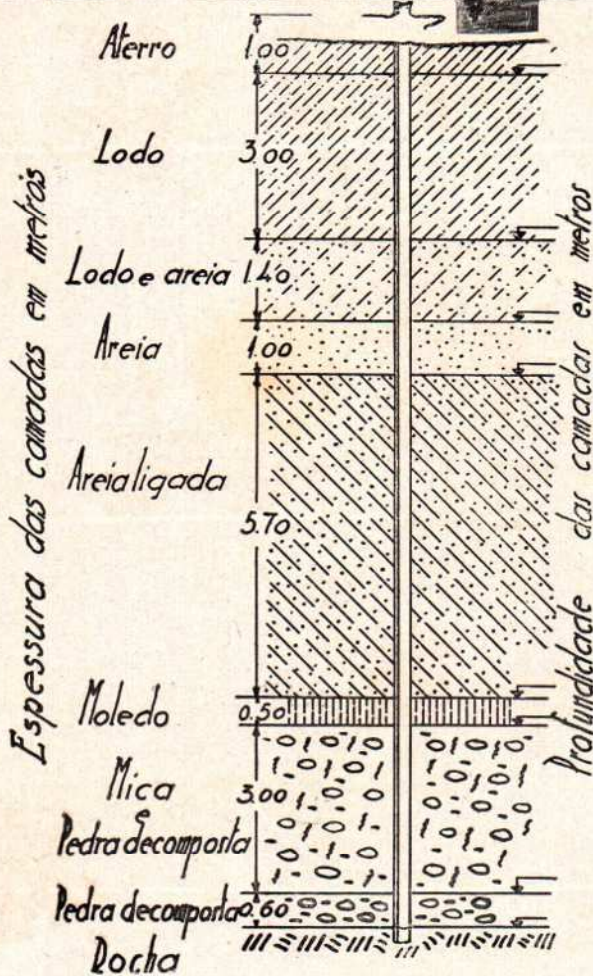 Espessura das camadas em metros
Aterro 1.00
Lodo 3.00
Lodo e areia 1.40
Areia 1.00
Areia ligada 5.70
Moledo 0.50
Mica
e
Pedra decomposta 3.00
Pedra decomposta 0.60
Rocha
Profundidade das camadas em metros